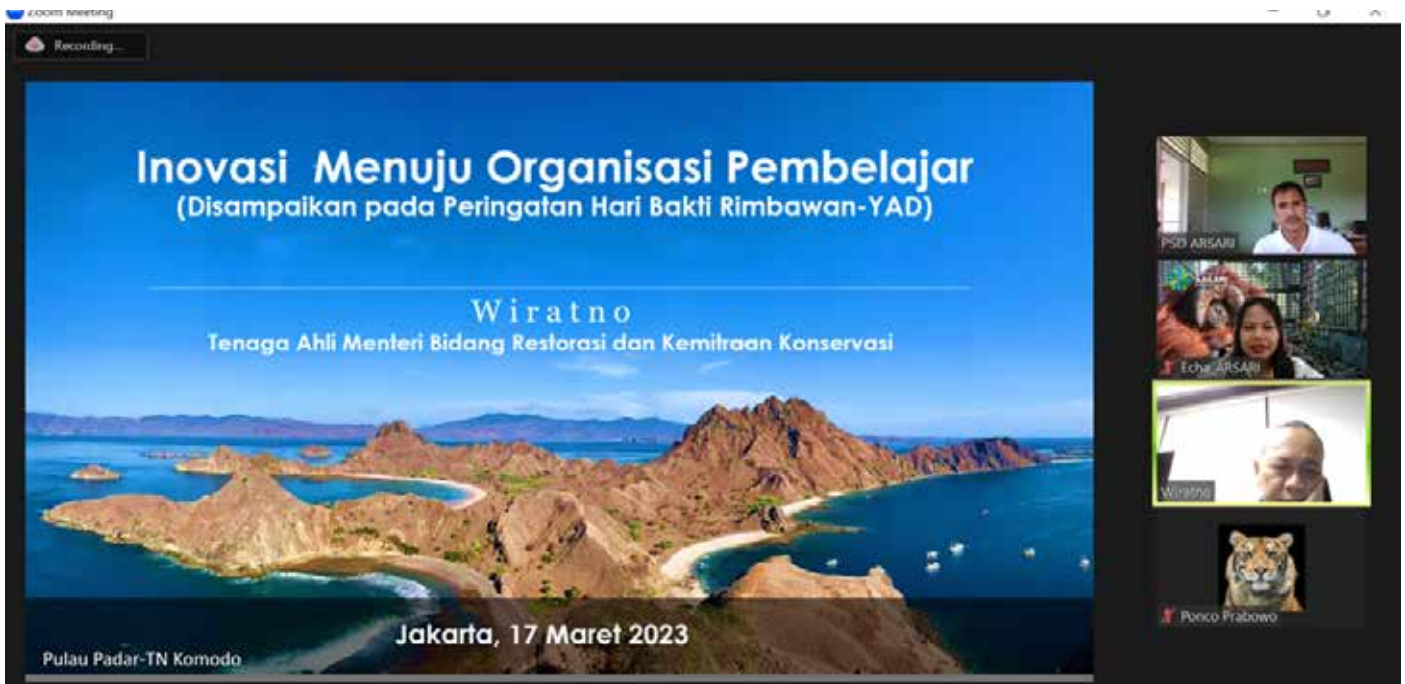 Zoom Meeting
Recording...
Inovasi Menuju Organisasi Pembelajar
(Disampaikan pada Peringatan Hari Bakti Rimbawan-YAD)
Wiratno
Tenaga Ahli Menteri Bidang Restorasi dan Kemitraan Konservasi
Jakarta, 17 Maret 2023
Pulau Padar-TN Komodo
PSD ARSARI
ARSARI
Echa_ARSARI
Wiratno
Ponco Prabowo